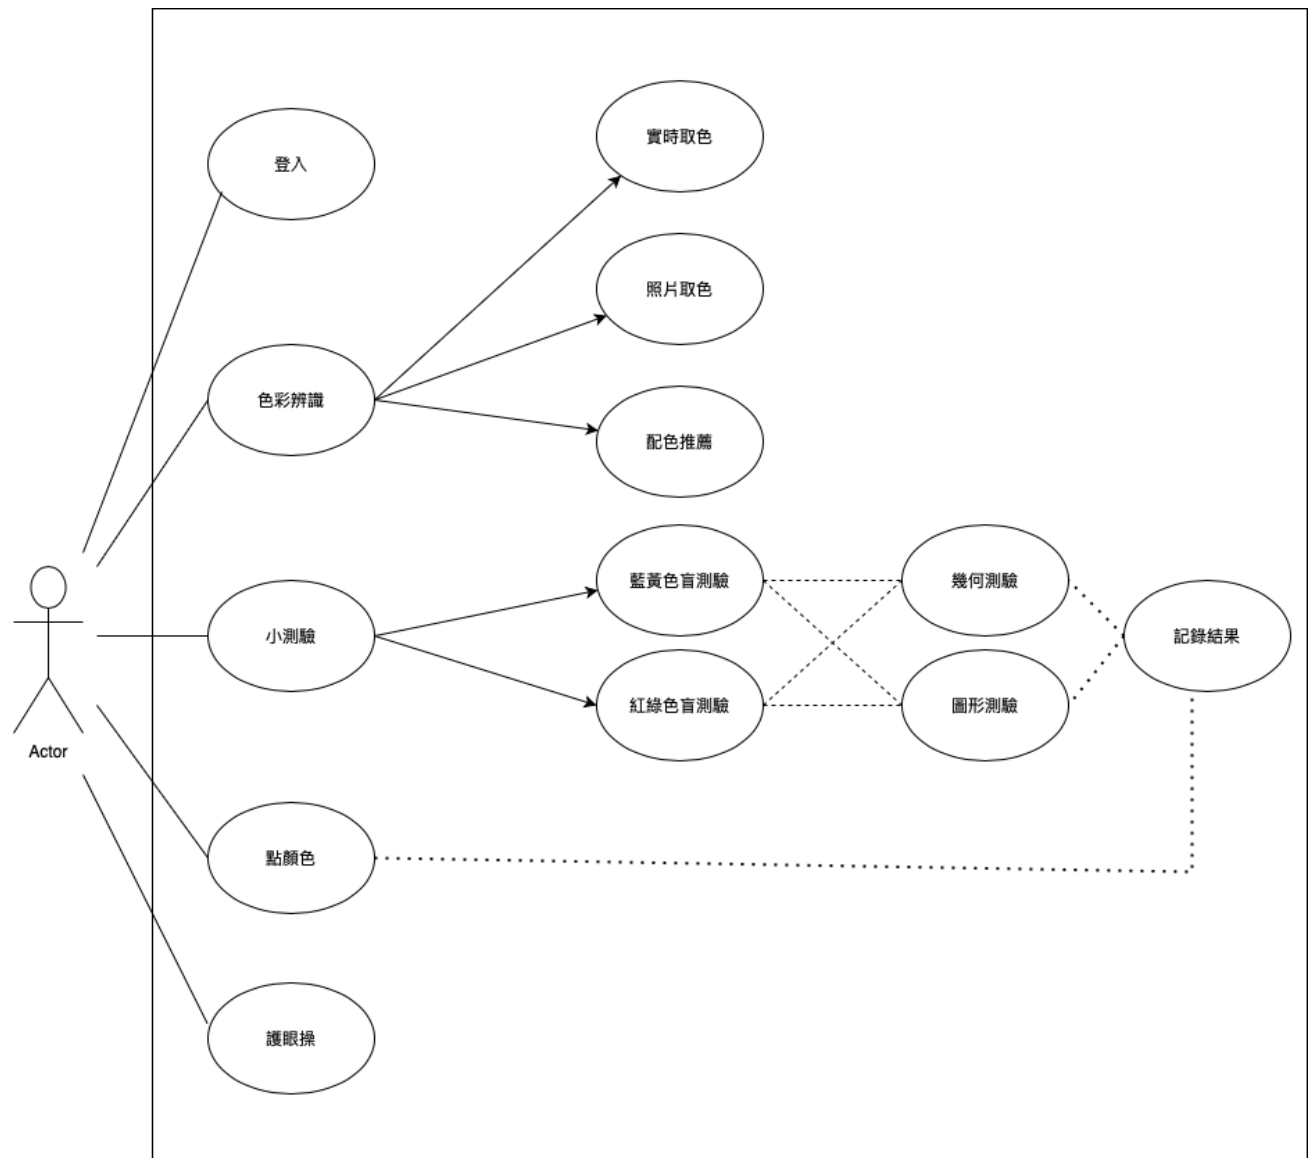 登入
實時取色
照片取色
色彩辨識
配色推薦
藍黃色盲測驗
幾何測驗
小測驗
記錄結果
紅綠色盲測驗
圖形測驗
Actor
點顏色
護眼操